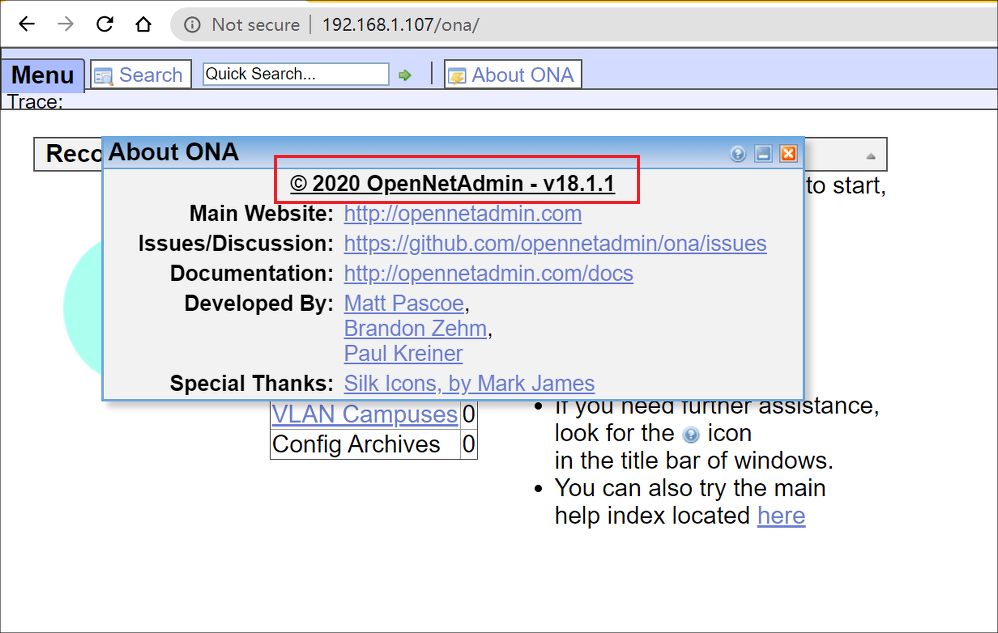 Not secure | 192.168.1.107/ona/
Menu Search Quick Search... About ONA
Trace:
Reco
About ONA
to start,
© 2020 OpenNetAdmin - v18.1.1
Main Website: http://opennetadmin.com
Issues/Discussion: https://github.com/opennetadmin/ona/issues
Documentation: http://opennetadmin.com/docs
Developed By: Matt Pascoe,
Brandon Zehm,
Paul Kreiner
Special Thanks: Silk Icons, by Mark James
VLAN Campuses 0
Config Archives 0
• If you need further assistance,
look for the icon
in the title bar of windows.
• You can also try the main
help index located here